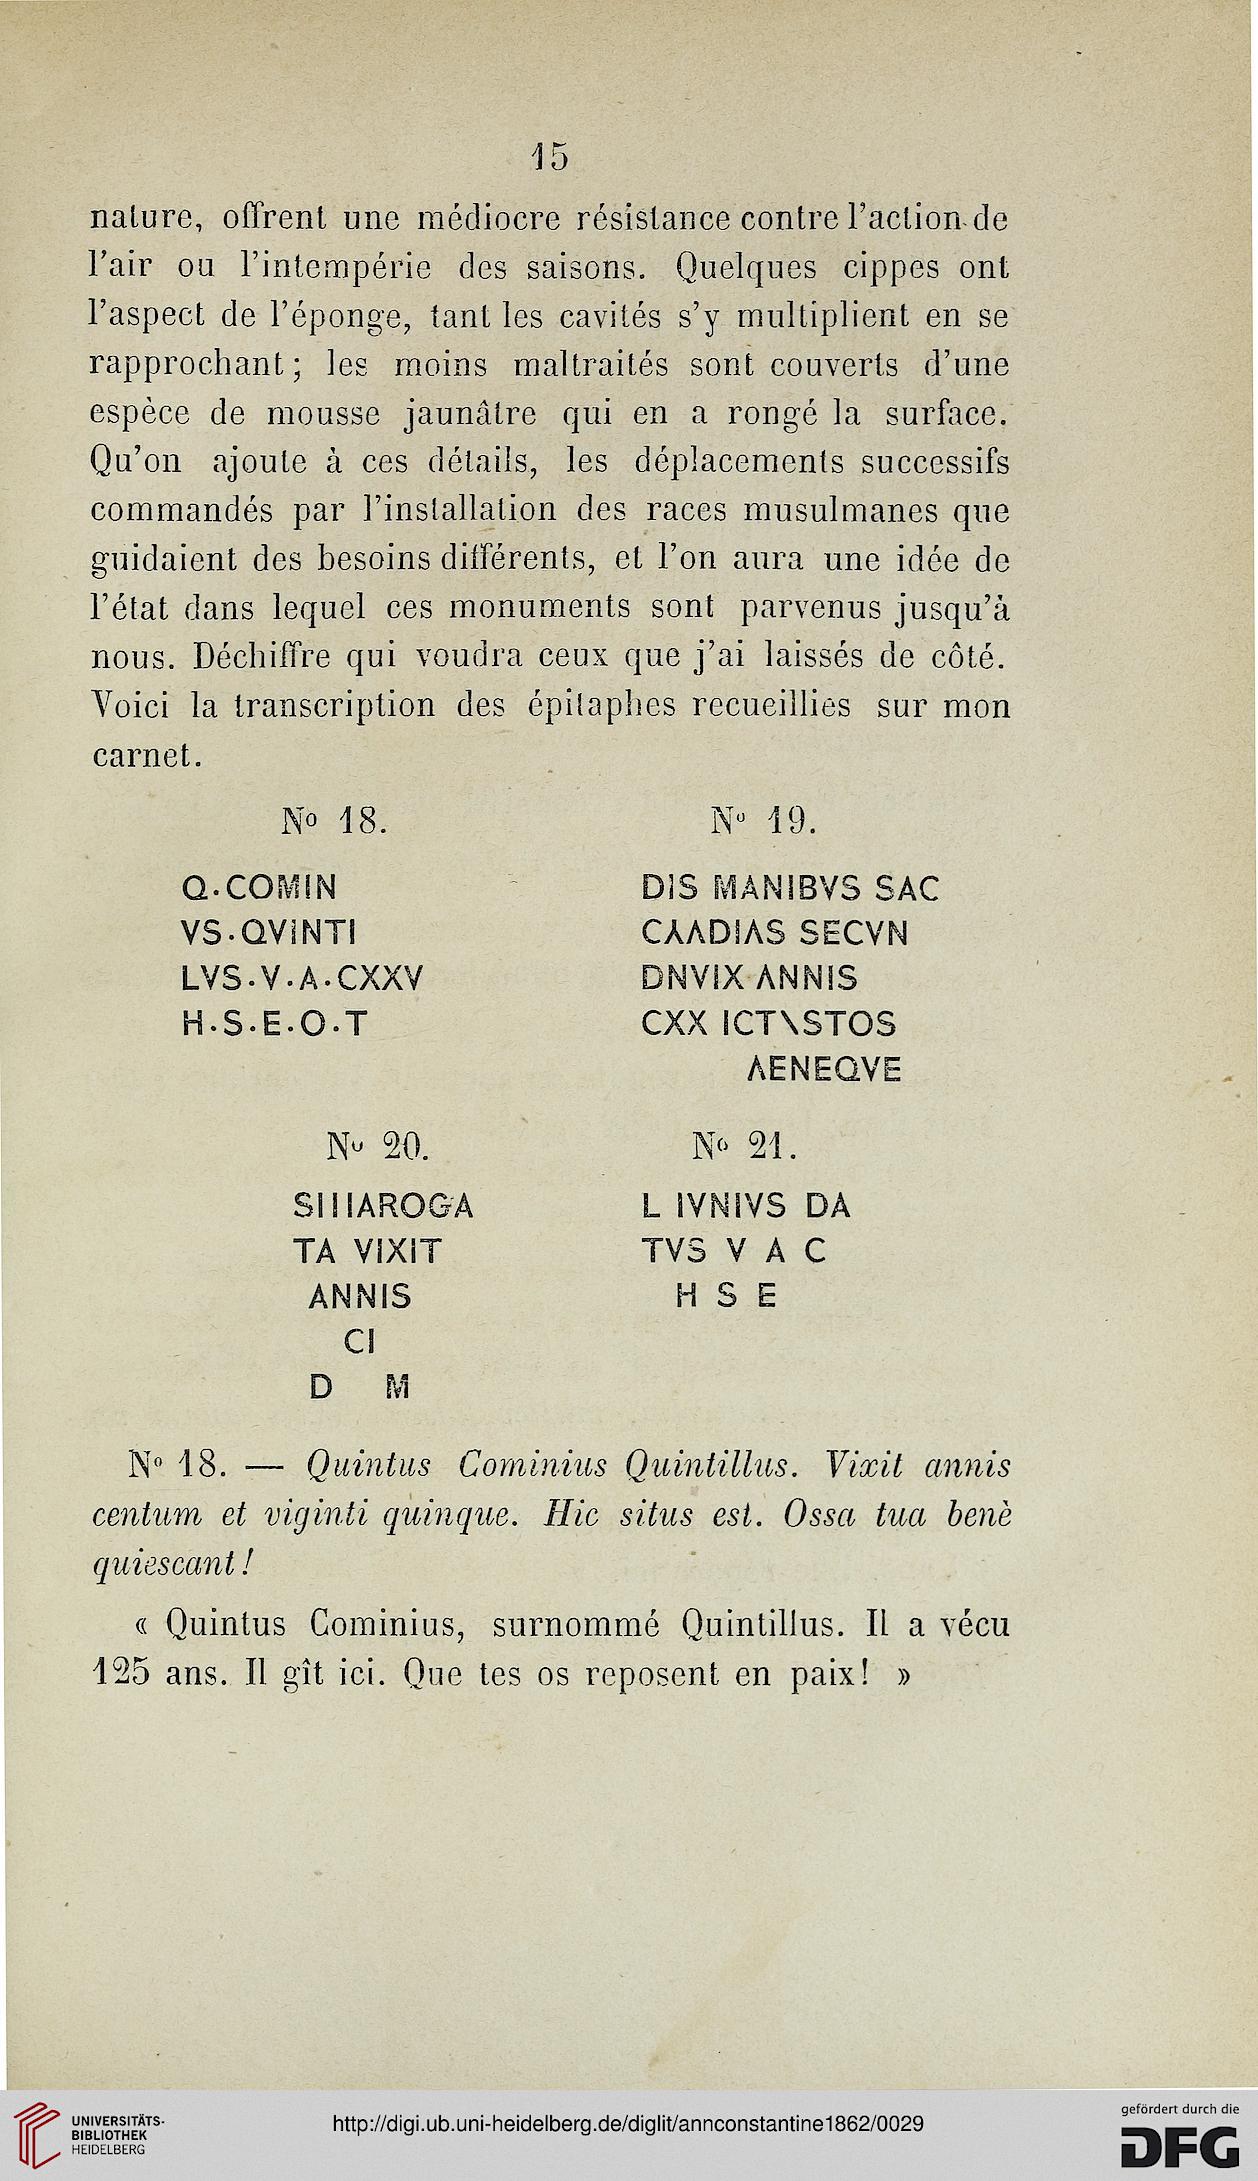 15
nature, offrent une médiocre résistance contre l'action de
l'air ou l'intempérie des saisons. Quelques cippes ont
l'aspect de l'éponge, tant les cavités s'y multiplient en se
rapprochant; les moins maltraités sont couverts d'une
espèce de mousse jaunâtre qui en a rongé la surface.
Qu'on ajoute à ces détails, les déplacements successifs
commandés par l'installation des races musulmanes que
guidaient des besoins différents, et l'on aura une idée de
l'état dans lequel ces monuments sont parvenus jusqu'à
nous. Déchiffre qui voudra ceux que j'ai laissés de côté.
Voici la transcription des épitaphes recueillies sur mon
carnet.
No 18.
Q.COMIN
VS.QVINTI
LVS.V.A.CXXV
H.S.E.O.T
No 19.
DIS MANIBVS SAC
CɅɅDIɅS SECVN
DNVIX ɅNNIS
CXX ICT\STOS
ɅENEQVE
No 20.
SIIIAROGA
TA VIXIT
ANNIS
CI
D M
No 21.
L IVNIVS DA
TVS V A C
H S E
No 18. — Quintus Cominius Quintillus. Vixit annis
centum et viginti quinque. Hic situs est. Ossa tua benè
quiescant!
« Quintus Cominius, surnommé Quintillus. Il a vécu
125 ans. Il gît ici. Que tes os reposent en paix! »
UNIVERSITÄTS-
BIBLIOTHEK
HEIDELBERG
http://digi.ub.uni-heidelberg.de/diglit/annconstantine1862/0029
gefördert durch die
DFG